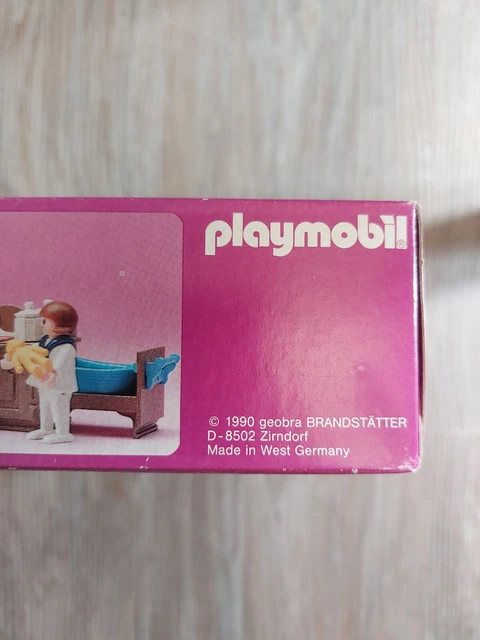 playmobil®
© 1990 geobra BRANDSTÄTTER
D-8502 Zirndorf
Made in West Germany